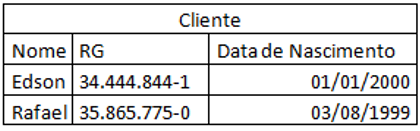 Cliente
Nome RG Data de Nascimento
Edson 34.444.844-1 01/01/2000
Rafael 35.865.775-0 03/08/1999